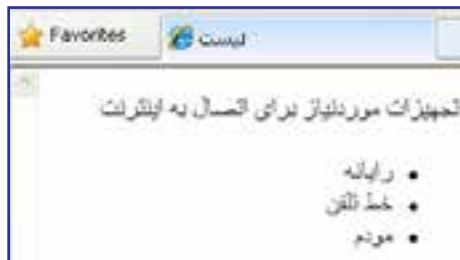 Favorites
لیست
تجهیزات موردنیاز برای اتصال به اینترنت
• رایانه
• خط تلفن
• مودم